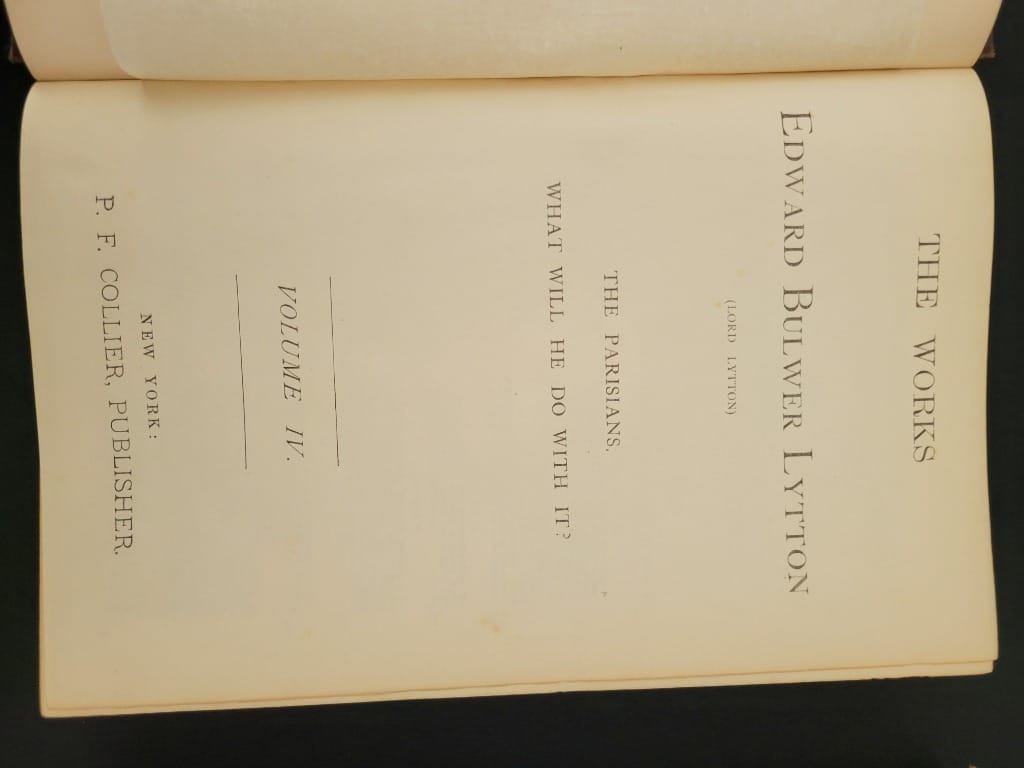 THE WORKS
EDWARD BULWER LYTTON
(LORD LYTTON)
THE PARISIANS.
WHAT WILL HE DO WITH IT?
VOLUME IV.
NEW YORK:
P. F. COLLIER, PUBLISHER.